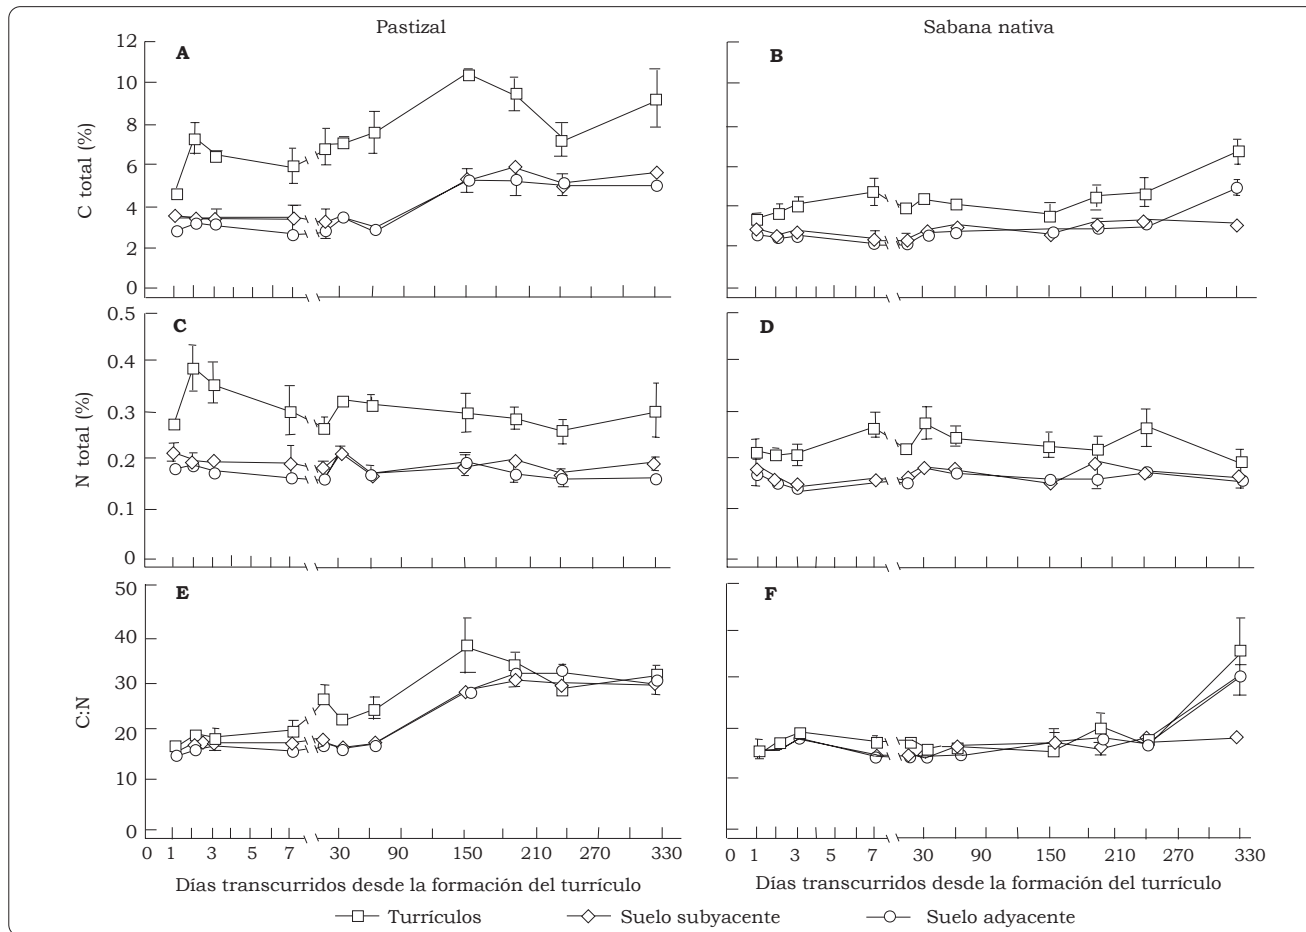 Pastizal
Sabana nativa
A
B
C total (%)
12
10
8
6
4
2
0
C
D
N total (%)
0.5
0.4
0.3
0.2
0.1
0
E
F
C:N
50
40
30
20
10
0
0 1 3 7 30 90 150 210 270 330
0 1 3 7 30 90 150 210 270 330
Días transcurridos desde la formación del turrículo
Días transcurridos desde la formación del turrículo
Turrículos Suelo subyacente Suelo adyacente